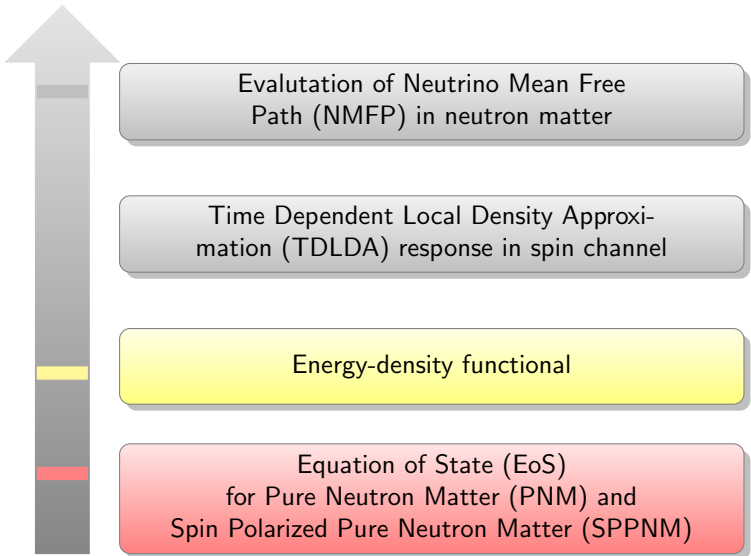 Evalutation of Neutrino Mean Free
Path (NMFP) in neutron matter
Time Dependent Local Density Approxi-
mation (TDLDA) response in spin channel
Energy-density functional
Equation of State (EoS)
for Pure Neutron Matter (PNM) and
Spin Polarized Pure Neutron Matter (SPPNM)